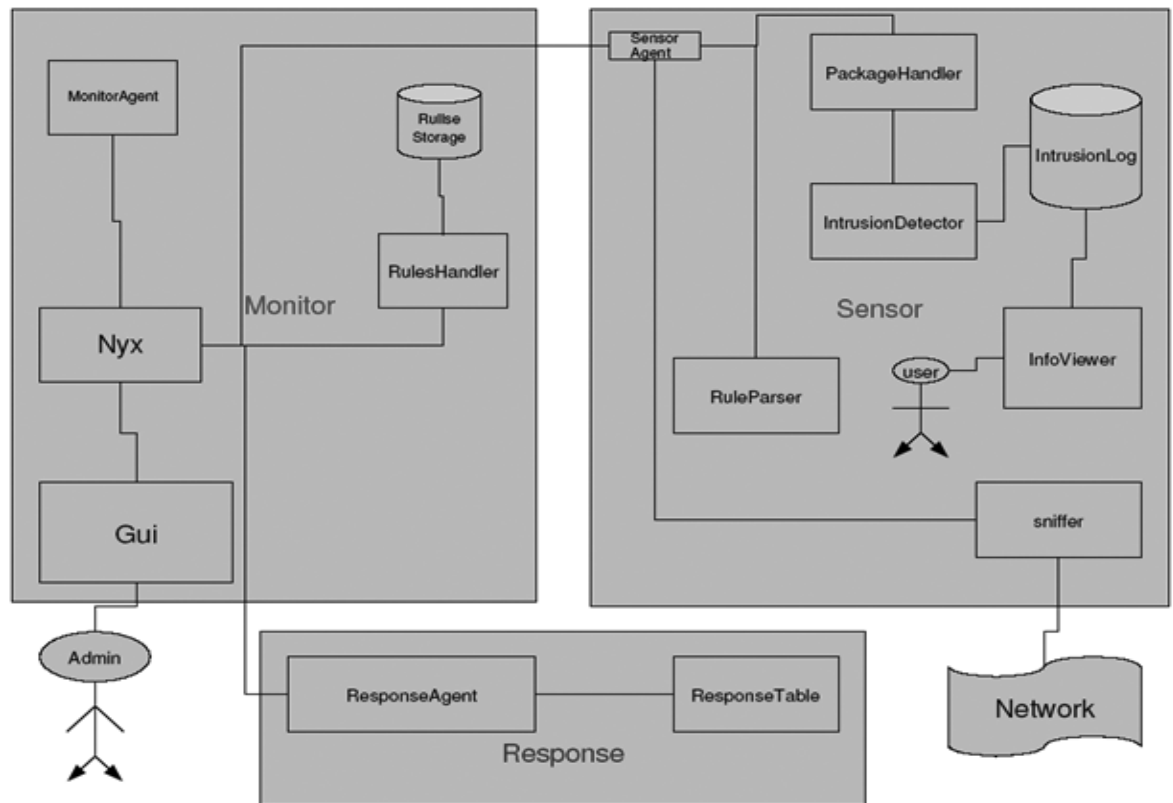 MonitorAgent
Rullse
Storage
RulesHandler
Monitor
Nyx
Gui
Admin
Sensor
Agent
PackageHandler
IntrusionLog
IntrusionDetector
Sensor
InfoViewer
user
RuleParser
sniffer
Network
ResponseAgent
ResponseTable
Response